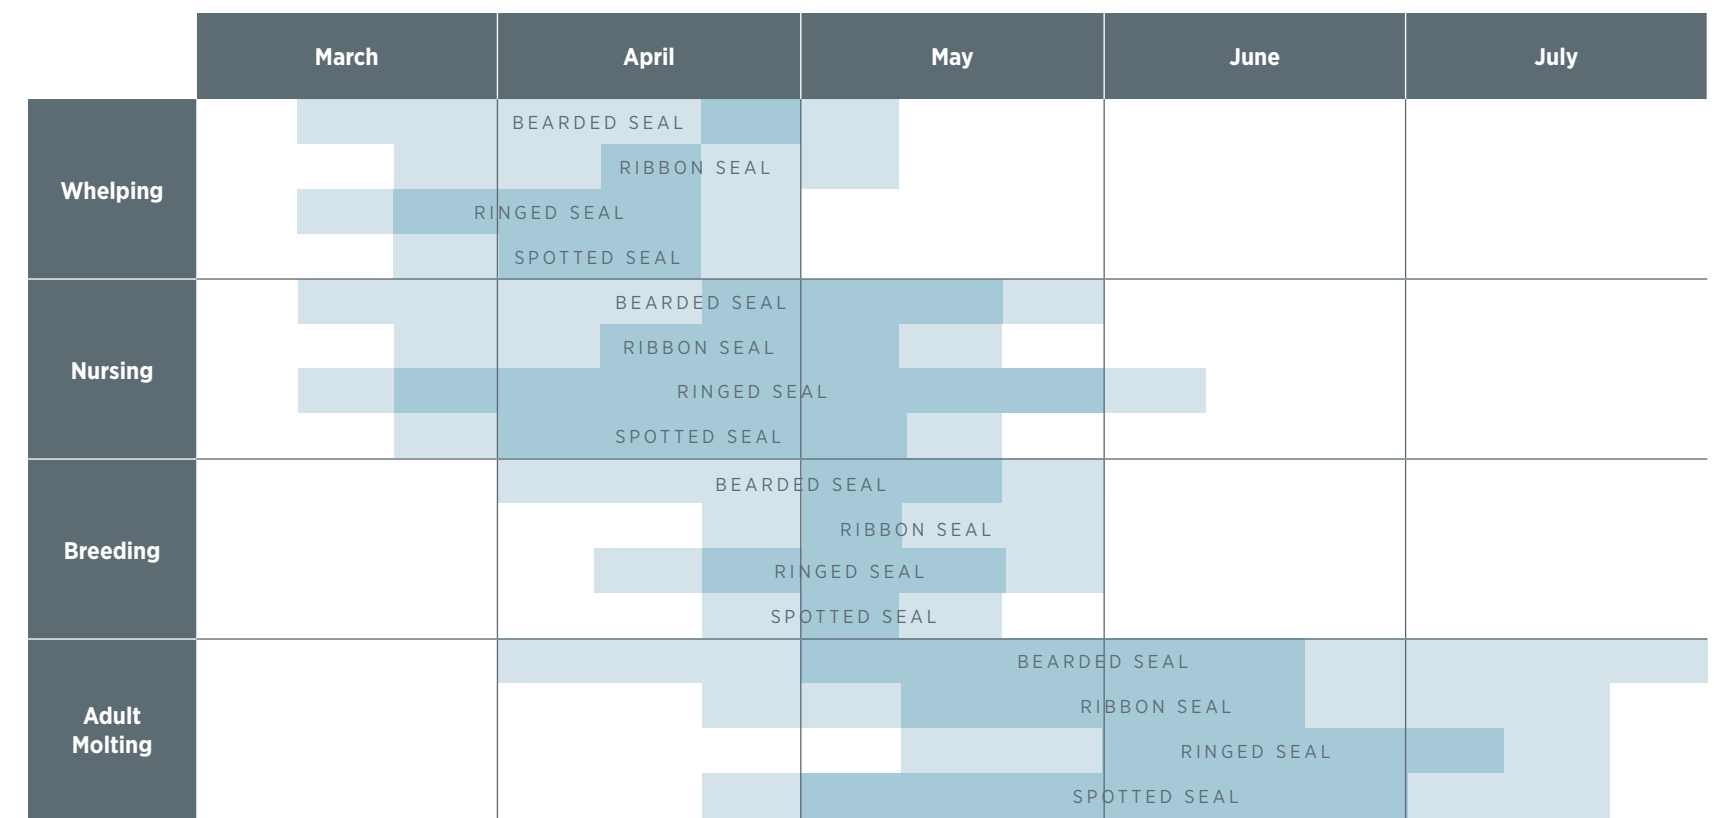 March April May June July
Whelping
BEARDED SEAL
RIBBON SEAL
RINGED SEAL
SPOTTED SEAL
Nursing
BEARDED SEAL
RIBBON SEAL
RINGED SEAL
SPOTTED SEAL
Breeding
BEARDED SEAL
RIBBON SEAL
RINGED SEAL
SPOTTED SEAL
Adult
Molting
BEARDED SEAL
RIBBON SEAL
RINGED SEAL
SPOTTED SEAL